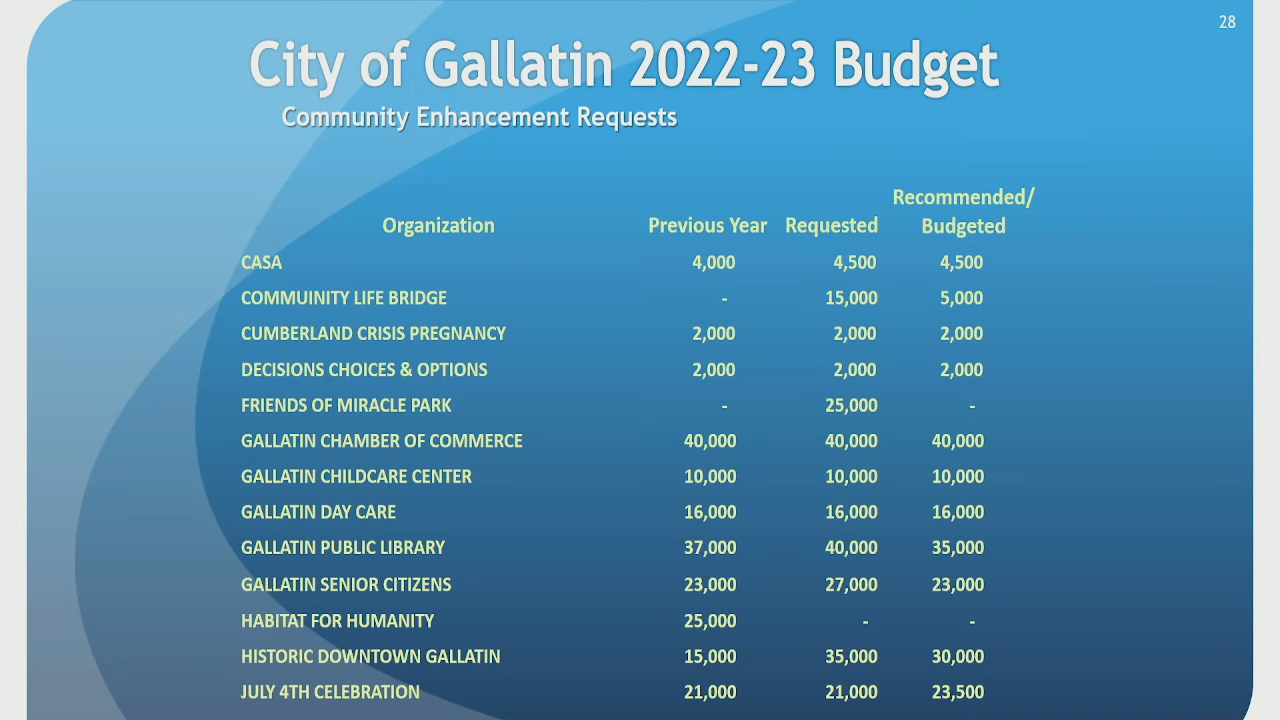 28
City of Gallatin 2022-23 Budget
Community Enhancement Requests
Recommended/
Organization Previous Year Requested Budgeted
CASA 4,000 4,500 4,500
COMMUINITY LIFE BRIDGE - 15,000 5,000
CUMBERLAND CRISIS PREGNANCY 2,000 2,000 2,000
DECISIONS CHOICES & OPTIONS 2,000 2,000 2,000
FRIENDS OF MIRACLE PARK - 25,000 -
GALLATIN CHAMBER OF COMMERCE 40,000 40,000 40,000
GALLATIN CHILDCARE CENTER 10,000 10,000 10,000
GALLATIN DAY CARE 16,000 16,000 16,000
GALLATIN PUBLIC LIBRARY 37,000 40,000 35,000
GALLATIN SENIOR CITIZENS 23,000 27,000 23,000
HABITAT FOR HUMANITY 25,000 - -
HISTORIC DOWNTOWN GALLATIN 15,000 35,000 30,000
JULY 4TH CELEBRATION 21,000 21,000 23,500